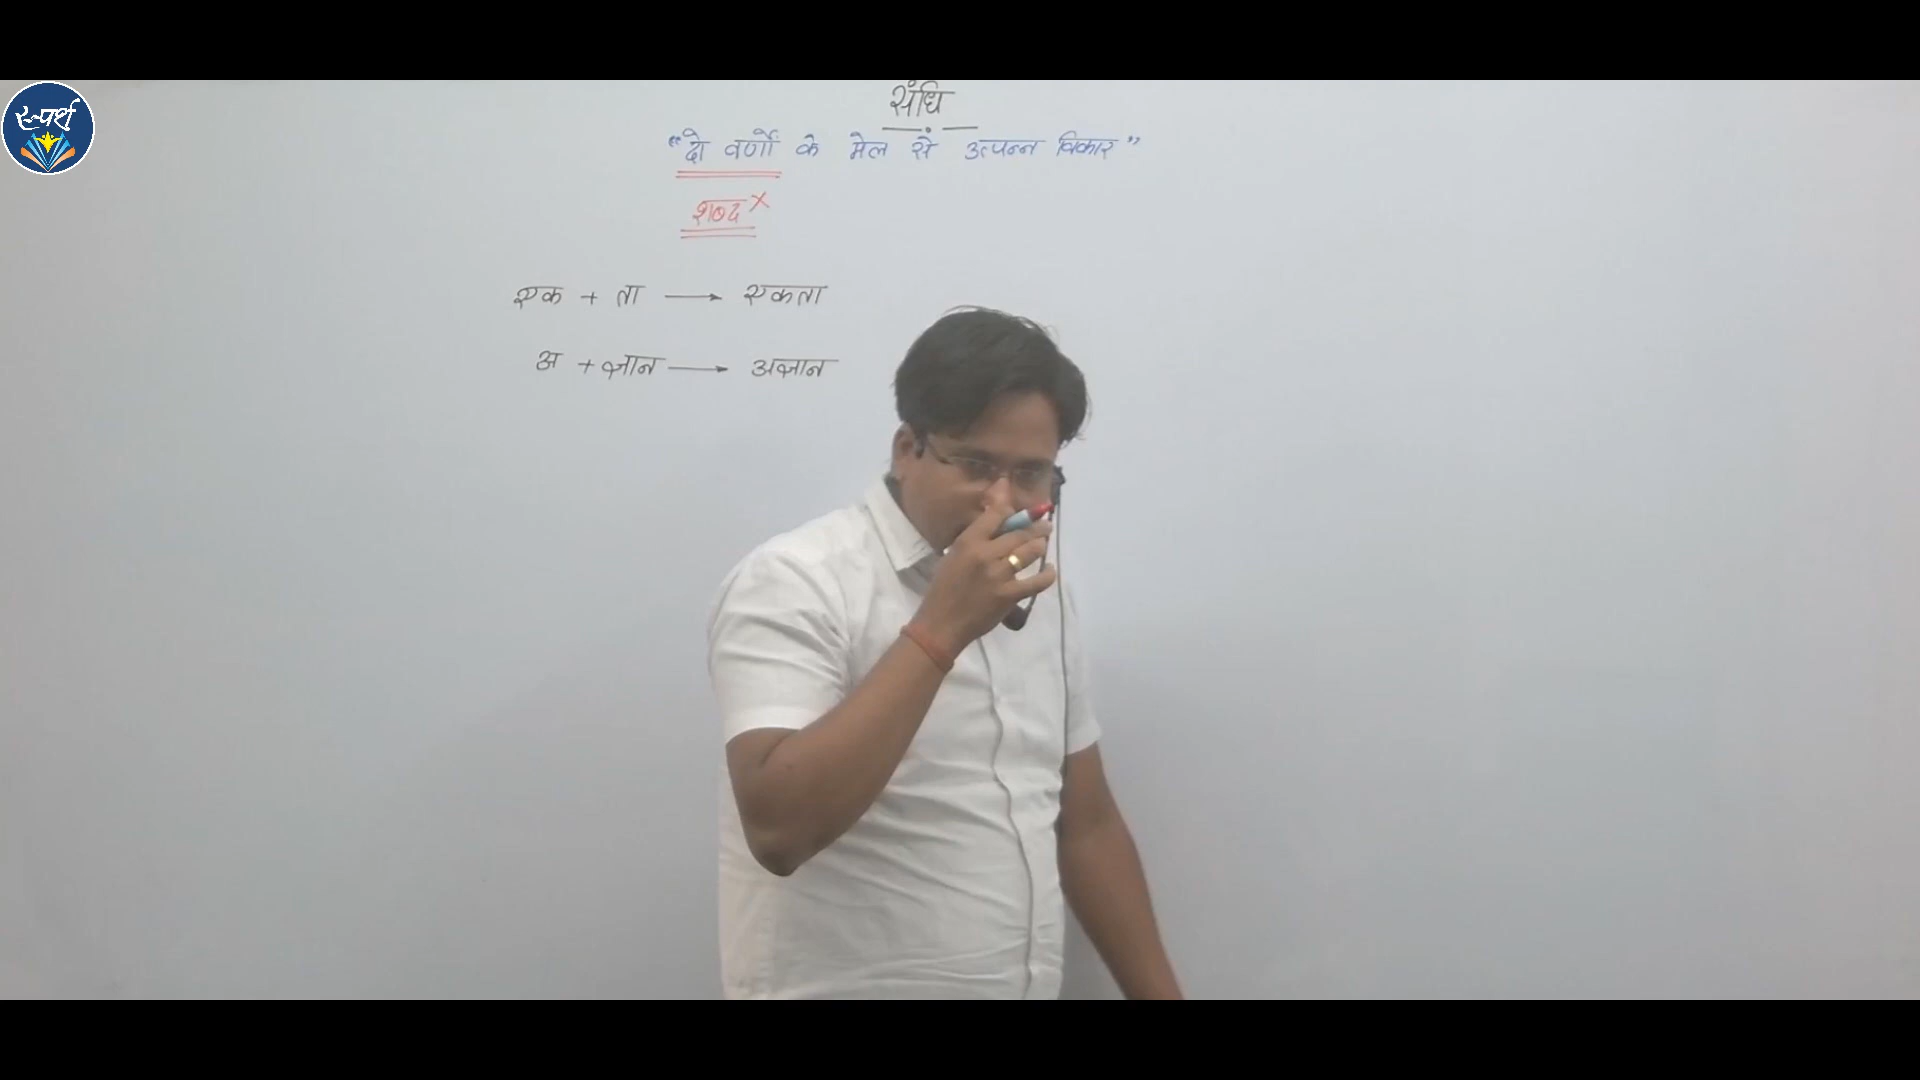 स्पर्श
संधि
“दो वर्णों के मेल से उत्पन्न विकार”
शब्द ×
एक + ता → एकता
अ + ज्ञान → अज्ञान